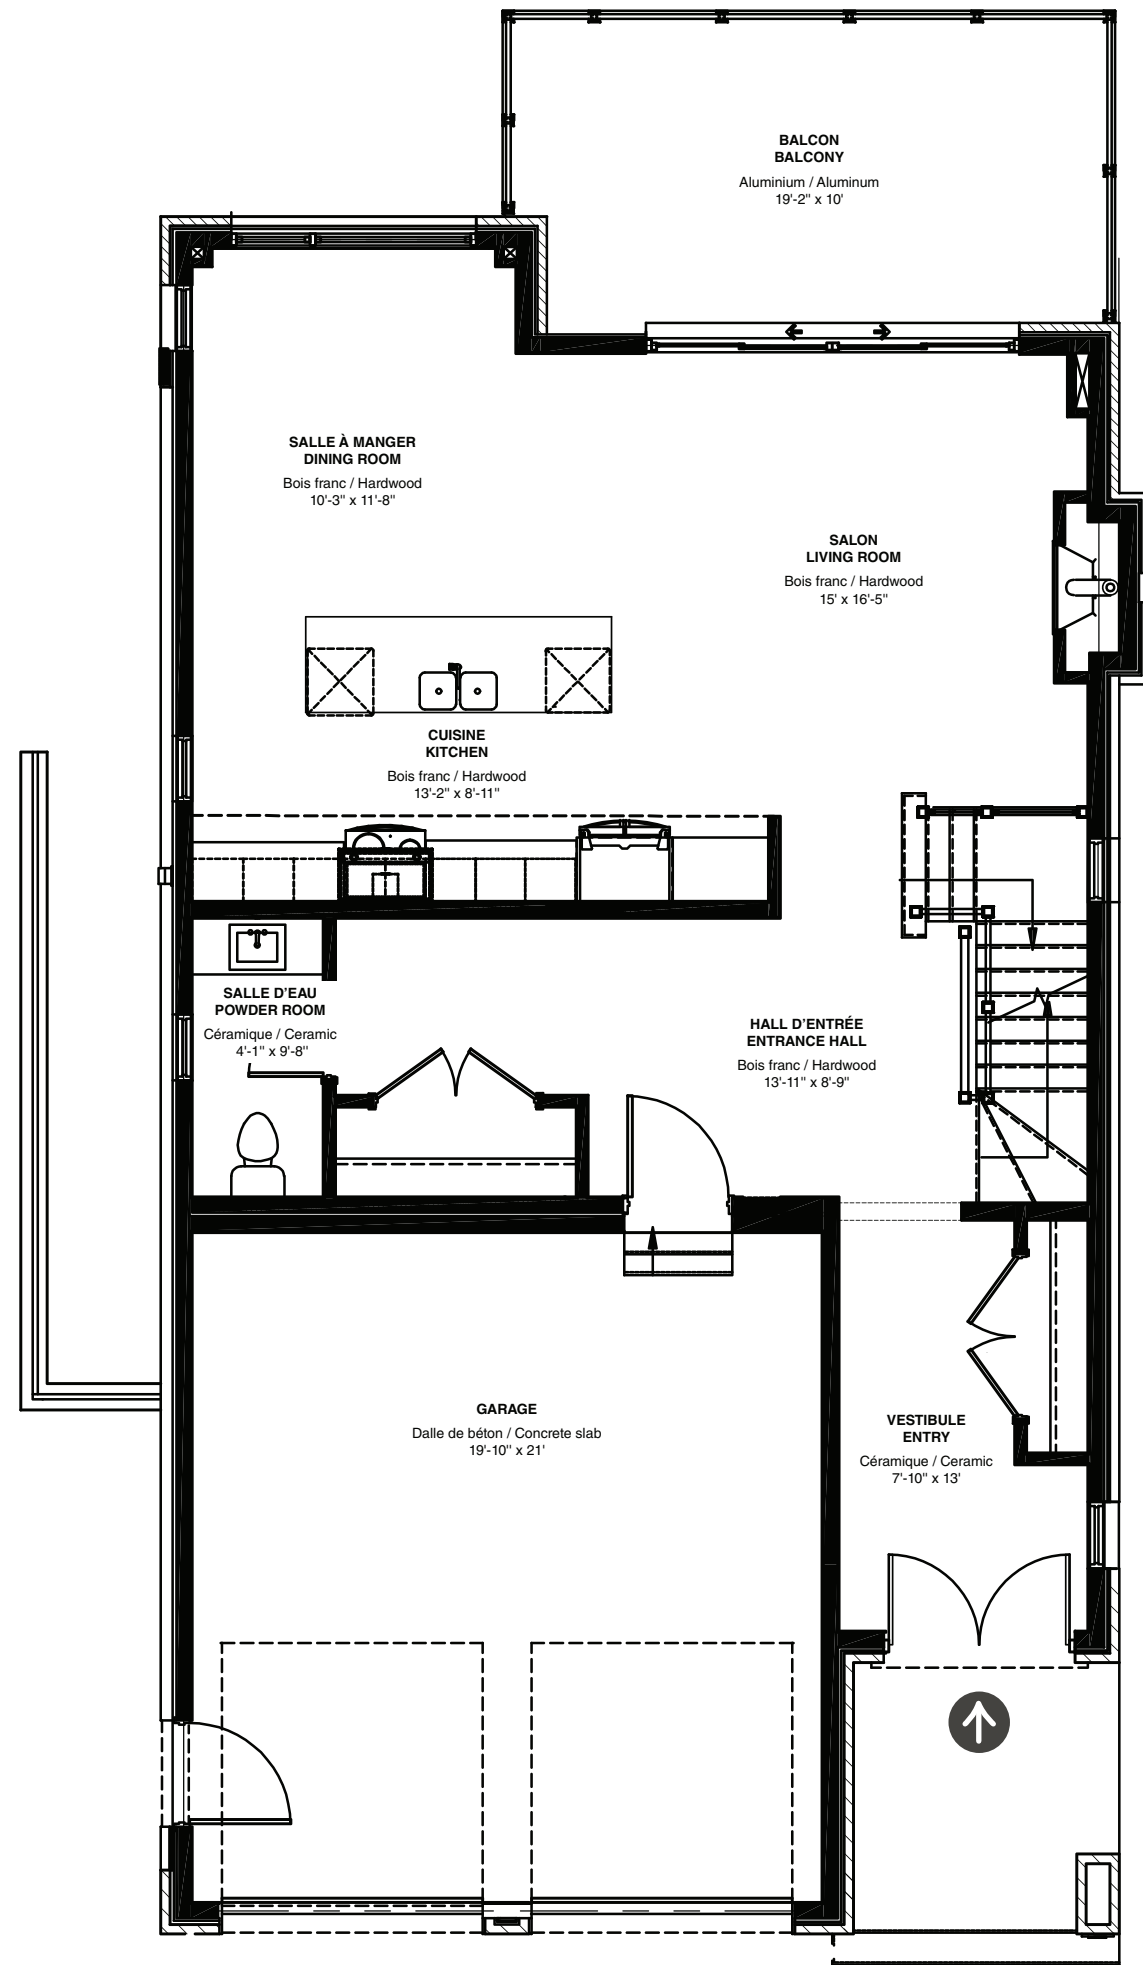 BALCON
BALCONY
Aluminium / Aluminum
19'-2" x 10'
SALLE À MANGER
DINING ROOM
Bois franc / Hardwood
10'-3" x 11'-8"
SALON
LIVING ROOM
Bois franc / Hardwood
15' x 16'-5"
CUISINE
KITCHEN
Bois franc / Hardwood
13'-2" x 8'-11"
SALLE D'EAU
POWDER ROOM
Céramique / Ceramic
4'-1" x 9'-8"
HALL D'ENTRÉE
ENTRANCE HALL
Bois franc / Hardwood
13'-11" x 8'-9"
GARAGE
Dalle de béton / Concrete slab
19'-10" x 21'
VESTIBULE
ENTRY
Céramique / Ceramic
7'-10" x 13'